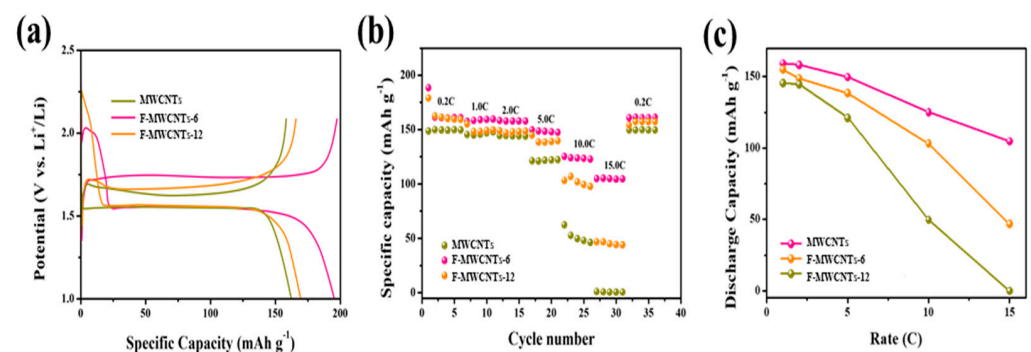 (a)
2.5
2.0
1.5
1.0
Potential (V vs. Li⁺/Li)
MWCNTs
F-MWCNTs-6
F-MWCNTs-12
0
50
100
150
200
Specific Capacity (mAh g⁻¹)
(b)
200
150
100
50
0
Specific capacity (mAh g⁻¹)
0.2C
1.0C
2.0C
5.0C
10.0C
15.0C
0.2C
MWCNTs
F-MWCNTs-6
F-MWCNTs-12
0 5 10 15 20 25 30 35 40
Cycle number
(c)
150
100
50
0
Discharge Capacity (mAh g⁻¹)
MWCNTs
F-MWCNTs-6
F-MWCNTs-12
5
10
15
Rate (C)